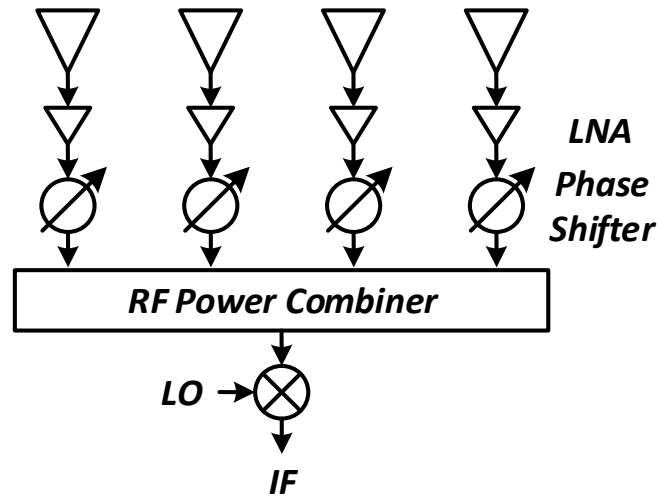 LNA
Phase
Shifter
RF Power Combiner
LO
IF